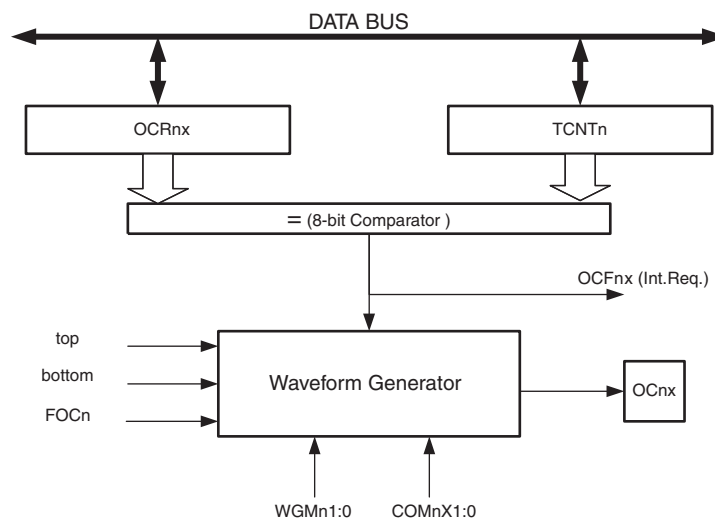 DATA BUS
OCRnx
TCNTn
= (8-bit Comparator )
OCFnx (Int.Req.)
top
bottom
FOCn
Waveform Generator
OCnx
WGMn1:0
COMnX1:0